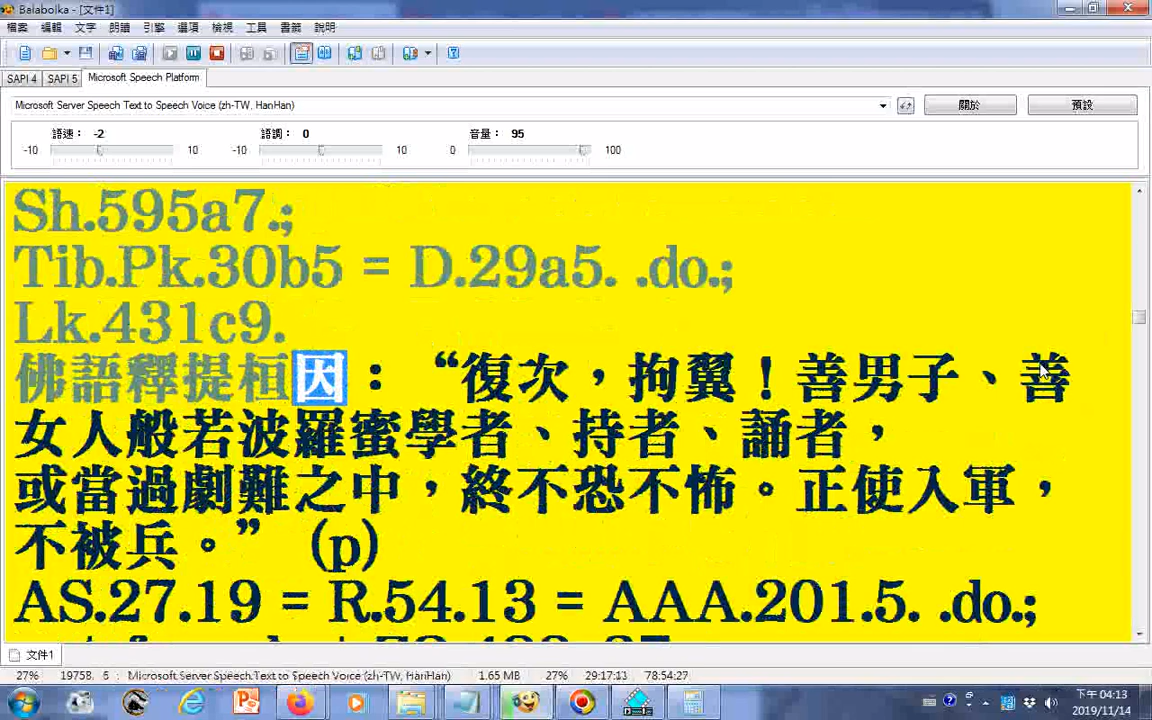 Balabolka - [文件1]
檔案 編輯 文字 朗讀 引擎 選項 檢視 工具 書籤 說明
SAPI 4 SAPI 5 Microsoft Speech Platform
Microsoft Server Speech Text to Speech Voice (zh-TW, HanHan) 關於 預設
語速： -2 語調： 0 音量： 95
-10 10 -10 10 0 100
Sh.595a7.;
Tib.Pk.30b5 = D.29a5. .do.;
Lk.431c9.
佛語釋提桓因：“復次，拘翼！善男子、善
女人般若波羅蜜學者、持者、誦者，
或當過劇難之中，終不恐不怖。正使入軍，
不被兵。” (p)
AS.27.19 = R.54.13 = AAA.201.5. .do.;
文件1
27% 19758 : 6 Microsoft Server Speech Text to Speech Voice (zh-TW, HanHan) 1.65 MB 27% 29:17:13 78:54:27
下午 04:13
2019/11/14